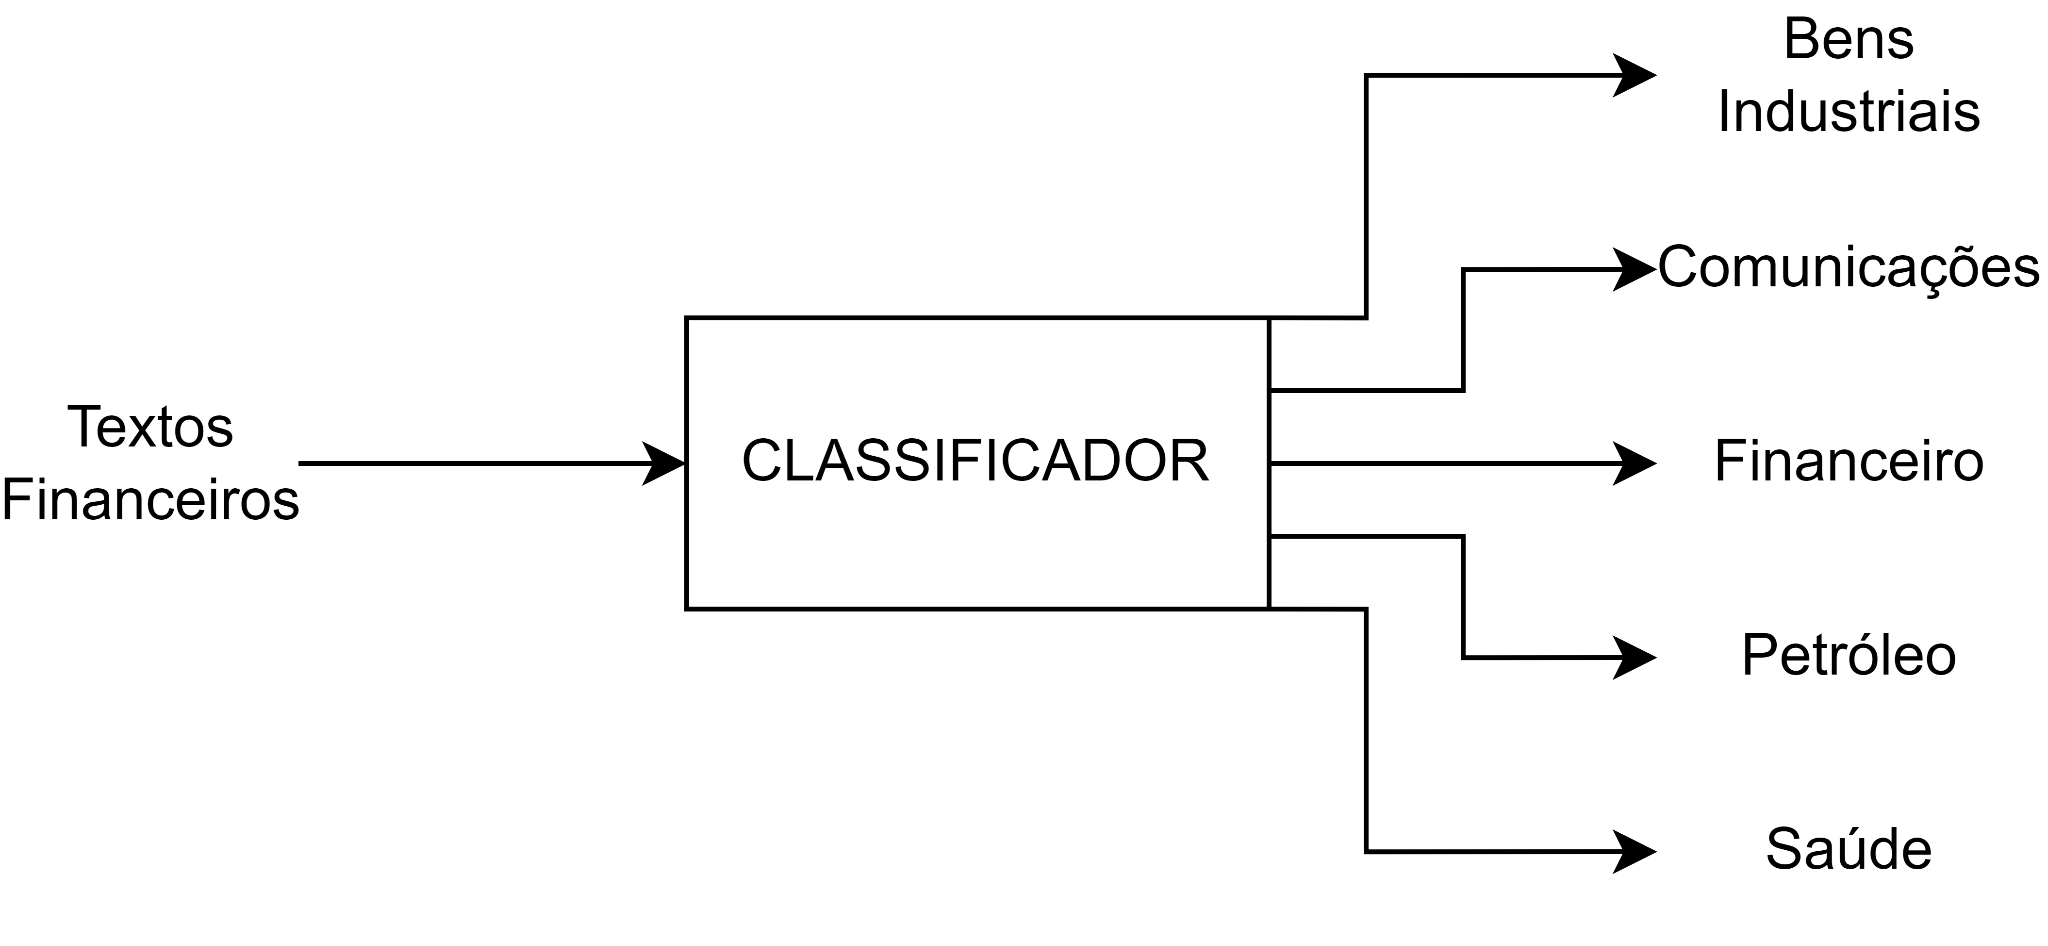 Textos
Financeiros
CLASSIFICADOR
Bens
Industriais
Comunicações
Financeiro
Petróleo
Saúde